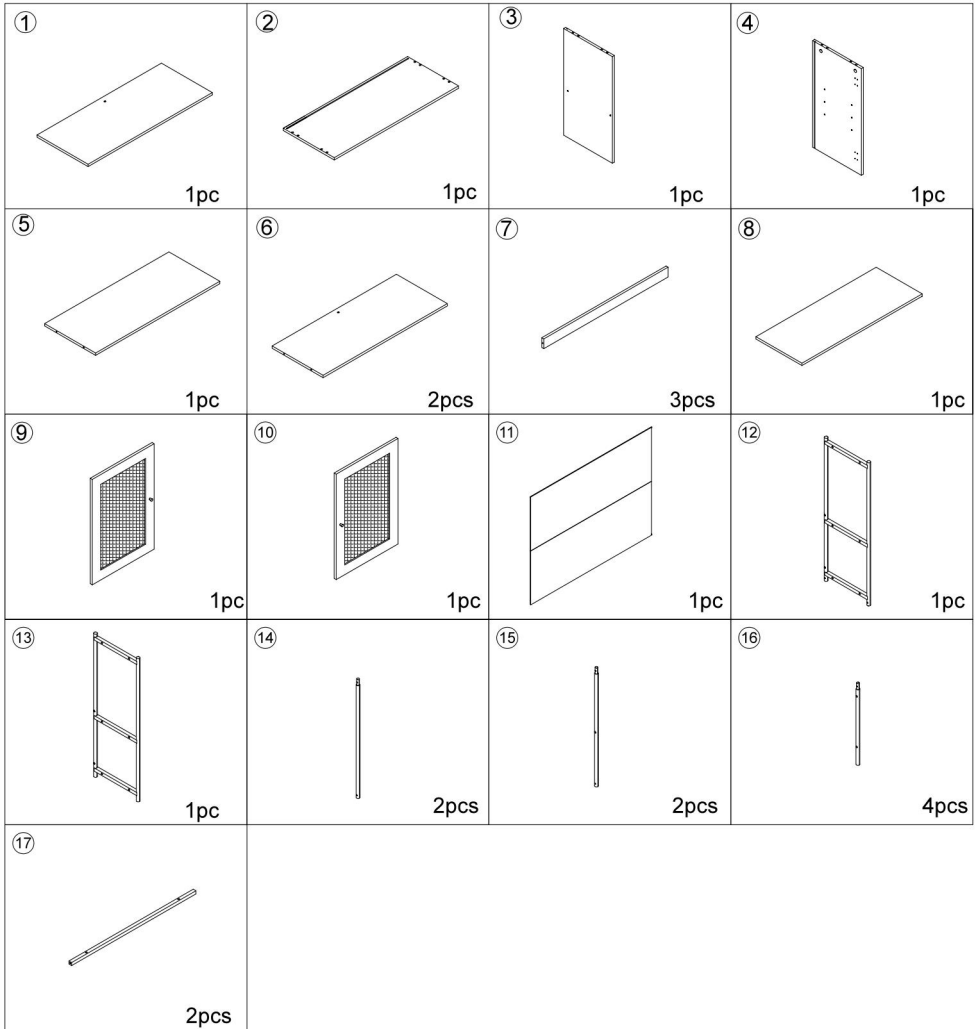 ① ② ③ ④
1pc 1pc 1pc 1pc
⑤ ⑥ ⑦ ⑧
1pc 2pcs 3pcs 1pc
⑨ ⑩ ⑪ ⑫
1pc 1pc 1pc 1pc
⑬ ⑭ ⑮ ⑯
1pc 2pcs 2pcs 4pcs
⑰
2pcs